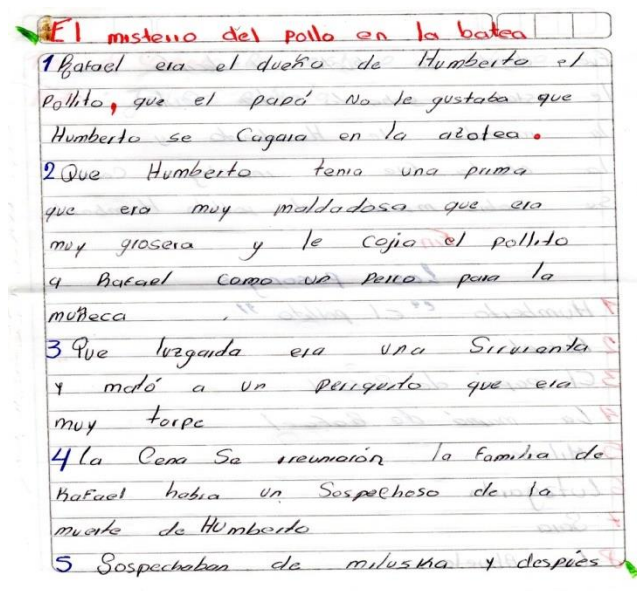 El misterio del pollo en la batea
1 Rafael era el dueño de Humberto el
Pollito, que el papá No le gustaba que
Humberto se Cagara en la azotea.
2 Que Humberto tenia una prima
que era muy maldadosa que era
muy grosera y le cojio el pollito
a Rafael como un Perro para la
muñeca
3 Que luzgarda era una Sirvienta
y mató a un periquito que era
muy torpe
4 la Cena Se reunierón la familia de
Rafael habia un Sospechoso de la
muerte de Humberto
5 Sospechaban de miluska y despúes